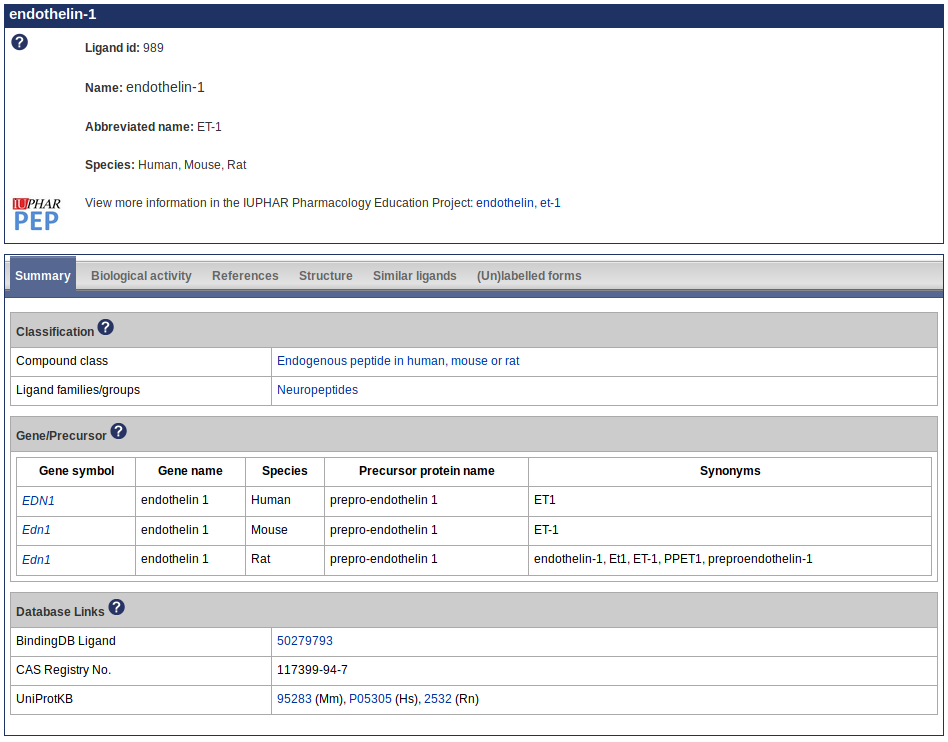 endothelin-1
?
Ligand id: 989
Name: endothelin-1
Abbreviated name: ET-1
Species: Human, Mouse, Rat
IUPHAR
PEP
View more information in the IUPHAR Pharmacology Education Project: endothelin, et-1
Summary Biological activity References Structure Similar ligands (Un)labelled forms
Classification ?
Compound class Endogenous peptide in human, mouse or rat
Ligand families/groups Neuropeptides
Gene/Precursor ?
Gene symbol Gene name Species Precursor protein name Synonyms
EDN1 endothelin 1 Human prepro-endothelin 1 ET1
Edn1 endothelin 1 Mouse prepro-endothelin 1 ET-1
Edn1 endothelin 1 Rat prepro-endothelin 1 endothelin-1, Et1, ET-1, PPET1, preproendothelin-1
Database Links ?
BindingDB Ligand 50279793
CAS Registry No. 117399-94-7
UniProtKB 95283 (Mm), P05305 (Hs), 2532 (Rn)